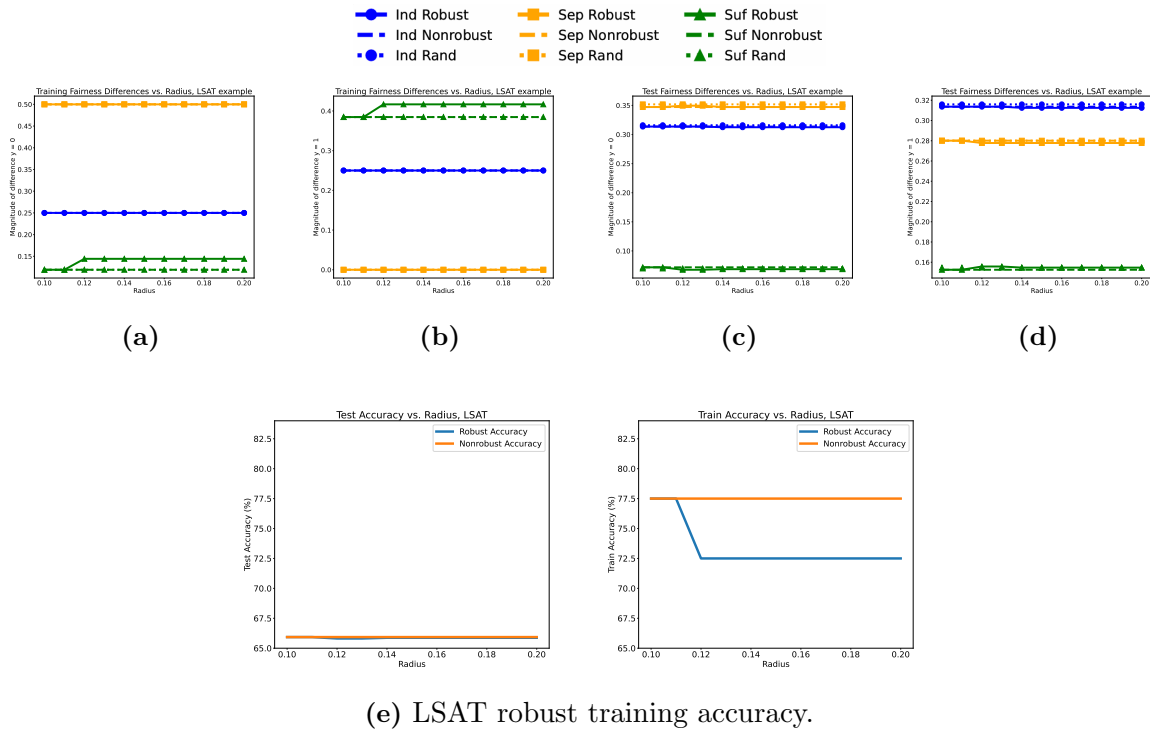 Ind Robust Sep Robust Suf Robust
Ind Nonrobust Sep Nonrobust Suf Nonrobust
Ind Rand Sep Rand Suf Rand
Training Fairness Differences vs. Radius, LSAT example
Magnitude of difference y = 0
0.50
0.45
0.40
0.35
0.30
0.25
0.20
0.15
0.10 0.12 0.14 0.16 0.18 0.20
Radius
(a)
Training Fairness Differences vs. Radius, LSAT example
Magnitude of difference y = 1
0.4
0.3
0.2
0.1
0.0
0.10 0.12 0.14 0.16 0.18 0.20
Radius
(b)
Test Fairness Differences vs. Radius, LSAT example
Magnitude of difference y = 0
0.35
0.30
0.25
0.20
0.15
0.10
0.10 0.12 0.14 0.16 0.18 0.20
Radius
(c)
Test Fairness Differences vs. Radius, LSAT example
Magnitude of difference y = 1
0.32
0.30
0.28
0.26
0.24
0.22
0.20
0.18
0.16
0.10 0.12 0.14 0.16 0.18 0.20
Radius
(d)
Test Accuracy vs. Radius, LSAT
Robust Accuracy
Nonrobust Accuracy
Test Accuracy (%)
82.5
80.0
77.5
75.0
72.5
70.0
67.5
65.0
0.10 0.12 0.14 0.16 0.18 0.20
Radius
Train Accuracy vs. Radius, LSAT
Robust Accuracy
Nonrobust Accuracy
Train Accuracy (%)
82.5
80.0
77.5
75.0
72.5
70.0
67.5
65.0
0.10 0.12 0.14 0.16 0.18 0.20
Radius
(e) LSAT robust training accuracy.